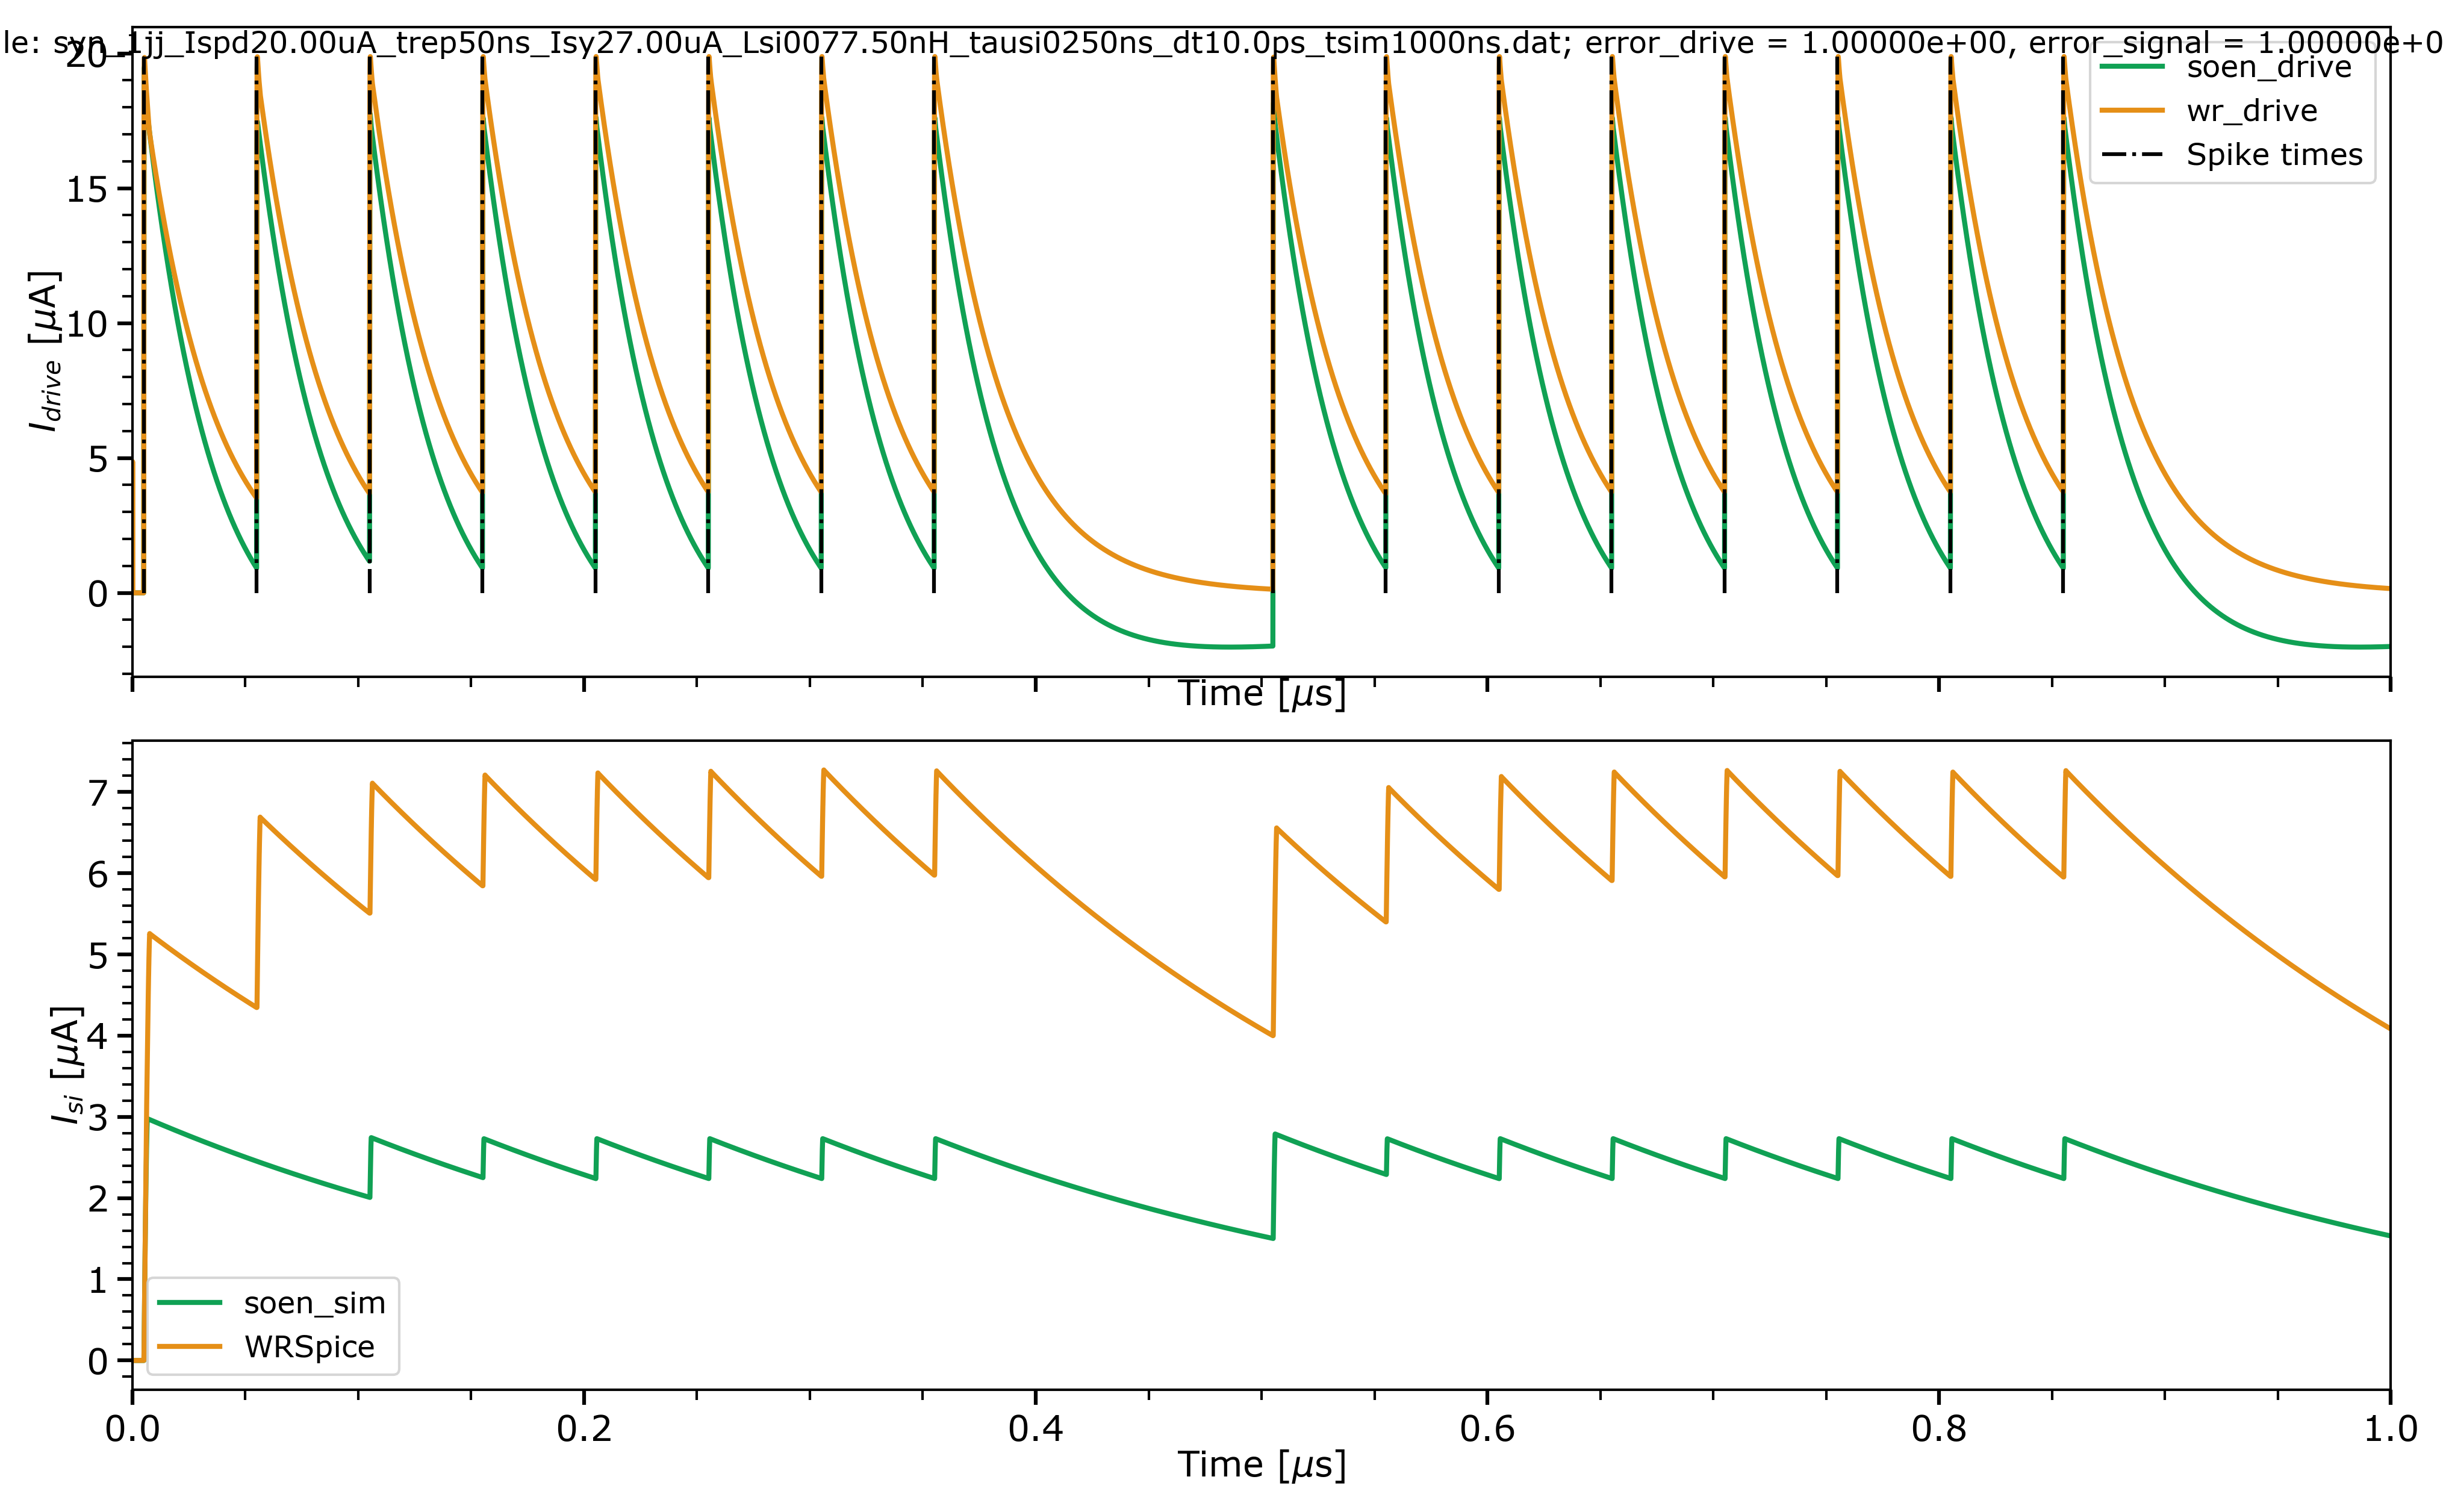 le: syn_1jj_Ispd20.00uA_trep50ns_Isy27.00uA_Lsi0077.50nH_tausi0250ns_dt10.0ps_tsim1000ns.dat; error_drive = 1.00000e+00, error_signal = 1.00000e+0
soen_drive
wr_drive
Spike times
20
15
10
5
0
I_drive [μA]
Time [μs]
7
6
5
4
3
2
1
0
I_si [μA]
soen_sim
WRSpice
0.0 0.2 0.4 0.6 0.8 1.0
Time [μs]